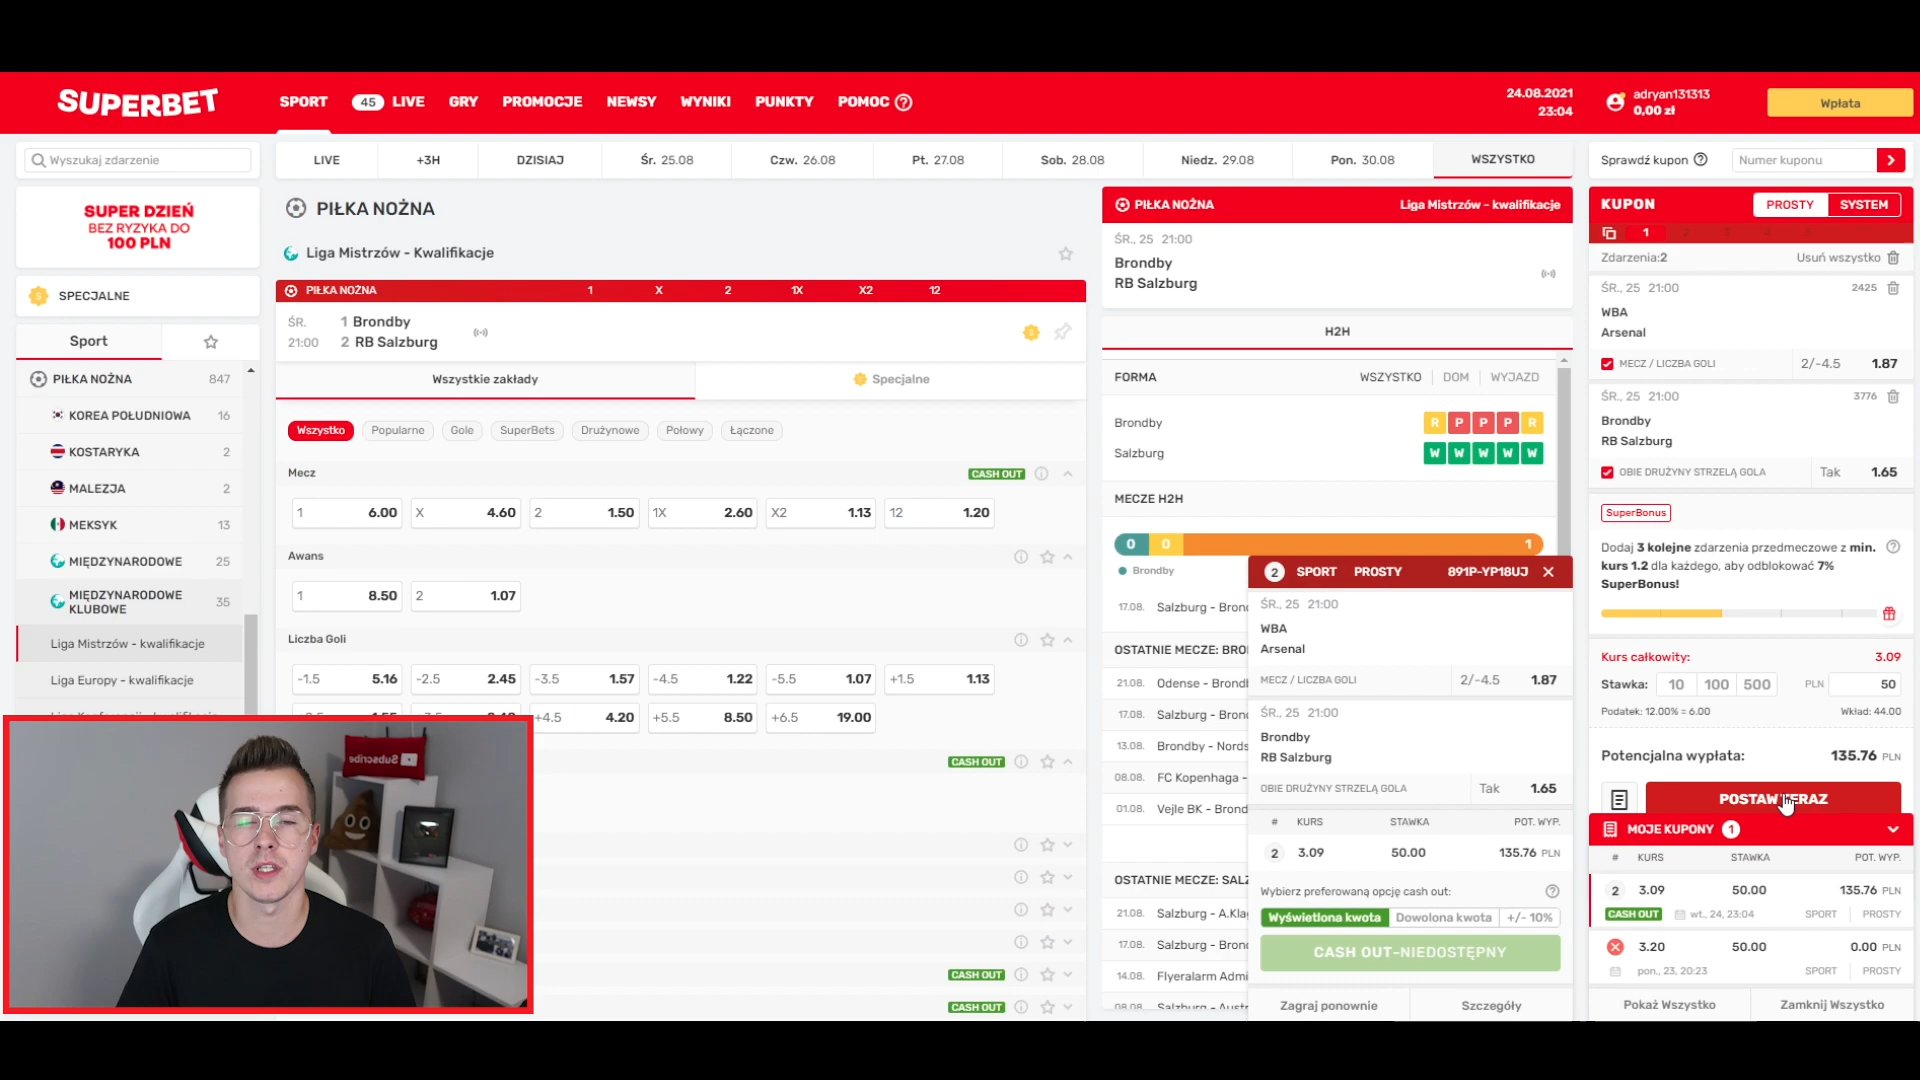 SUPERBET
SPORT
45 LIVE
GRY
PROMOCJE
NEWSY
WYNIKI
PUNKTY
POMOC ?
24.08.2021
23:04
adryan131313
0,00 zł
Wpłata
Wyszukaj zdarzenie
LIVE
+3H
DZISIAJ
Śr. 25.08
Czw. 26.08
Pt. 27.08
Sob. 28.08
Niedz. 29.08
Pon. 30.08
WSZYSTKO
Sprawdź kupon ?
Numer kuponu
SUPER DZIEŃ
BEZ RYZYKA DO
100 PLN
S SPECJALNE
Sport
PIŁKA NOŻNA 847
KOREA POŁUDNIOWA 16
KOSTARYKA 2
MALEZJA 2
MEKSYK 13
MIĘDZYNARODOWE 25
MIĘDZYNARODOWE
KLUBOWE 35
Liga Mistrzów - kwalifikacje
Liga Europy - kwalifikacje
PIŁKA NOŻNA
Liga Mistrzów - Kwalifikacje
PIŁKA NOŻNA 1 X 2 1X X2 12
ŚR. 1 Brondby
21:00 2 RB Salzburg
Wszystkie zakłady
Specjalne
Wszystko
Popularne
Gole
SuperBets
Drużynowe
Połowy
Łączone
Mecz CASH OUT
1 6.00 X 4.60 2 1.50 1X 2.60 X2 1.13 12 1.20
Awans
1 8.50 2 1.07
Liczba Goli
-1.5 5.16 -2.5 2.45 -3.5 1.57 -4.5 1.22 -5.5 1.07 +1.5 1.13
+4.5 4.20 +5.5 8.50 +6.5 19.00
CASH OUT
CASH OUT
CASH OUT
Subscribe
PIŁKA NOŻNA Liga Mistrzów - kwalifikacje
ŚR., 25 21:00
Brondby
RB Salzburg
H2H
FORMA WSZYSTKO DOM WYJAZD
Brondby R P P P R
Salzburg W W W W W
MECZE H2H
0 0 1
Brondby
17.08. Salzburg - Bron
OSTATNIE MECZE: BRO
21.08. Odense - Brondb
17.08. Salzburg - Bron
13.08. Brondby - Nords
08.08. FC Kopenhaga -
01.08. Vejle BK - Brond
OSTATNIE MECZE: SALZ
21.08. Salzburg - A.Klag
17.08. Salzburg - Bron
14.08. Flyeralarm Admi
08.08. Salzburg - Austr
2 SPORT PROSTY 891P-YP18UJ
ŚR., 25 21:00
WBA
Arsenal
MECZ / LICZBA GOLI 2/-4.5 1.87
ŚR., 25 21:00
Brondby
RB Salzburg
OBIE DRUŻYNY STRZELĄ GOLA Tak 1.65
# KURS STAWKA POT. WYP.
2 3.09 50.00 135.76 PLN
Wybierz preferowaną opcję cash out: ?
Wyświetlona kwota Dowolona kwota +/- 10%
CASH OUT-NIEDOSTĘPNY
Zagraj ponownie
Szczegóły
KUPON PROSTY SYSTEM
1 2 3
Zdarzenia:2 Usuń wszystko
ŚR., 25 21:00 2425
WBA
Arsenal
MECZ / LICZBA GOLI 2/-4.5 1.87
ŚR., 25 21:00 3776
Brondby
RB Salzburg
OBIE DRUŻYNY STRZELĄ GOLA Tak 1.65
SuperBonus
Dodaj 3 kolejne zdarzenia przedmeczowe z min. ?
kurs 1.2 dla każdego, aby odblokować 7%
SuperBonus!
Kurs całkowity: 3.09
Stawka: 10 100 500 PLN 50
Podatek: 12.00% = 6.00 Wkład: 44.00
Potencjalna wypłata: 135.76 PLN
POSTAW TERAZ
MOJE KUPONY 1
# KURS STAWKA POT. WYP.
2 3.09 50.00 135.76 PLN
CASH OUT wt., 24, 23:04 SPORT PROSTY
3.20 50.00 0.00 PLN
pon., 23, 20:23 SPORT PROSTY
Pokaż Wszystko
Zamknij Wszystko